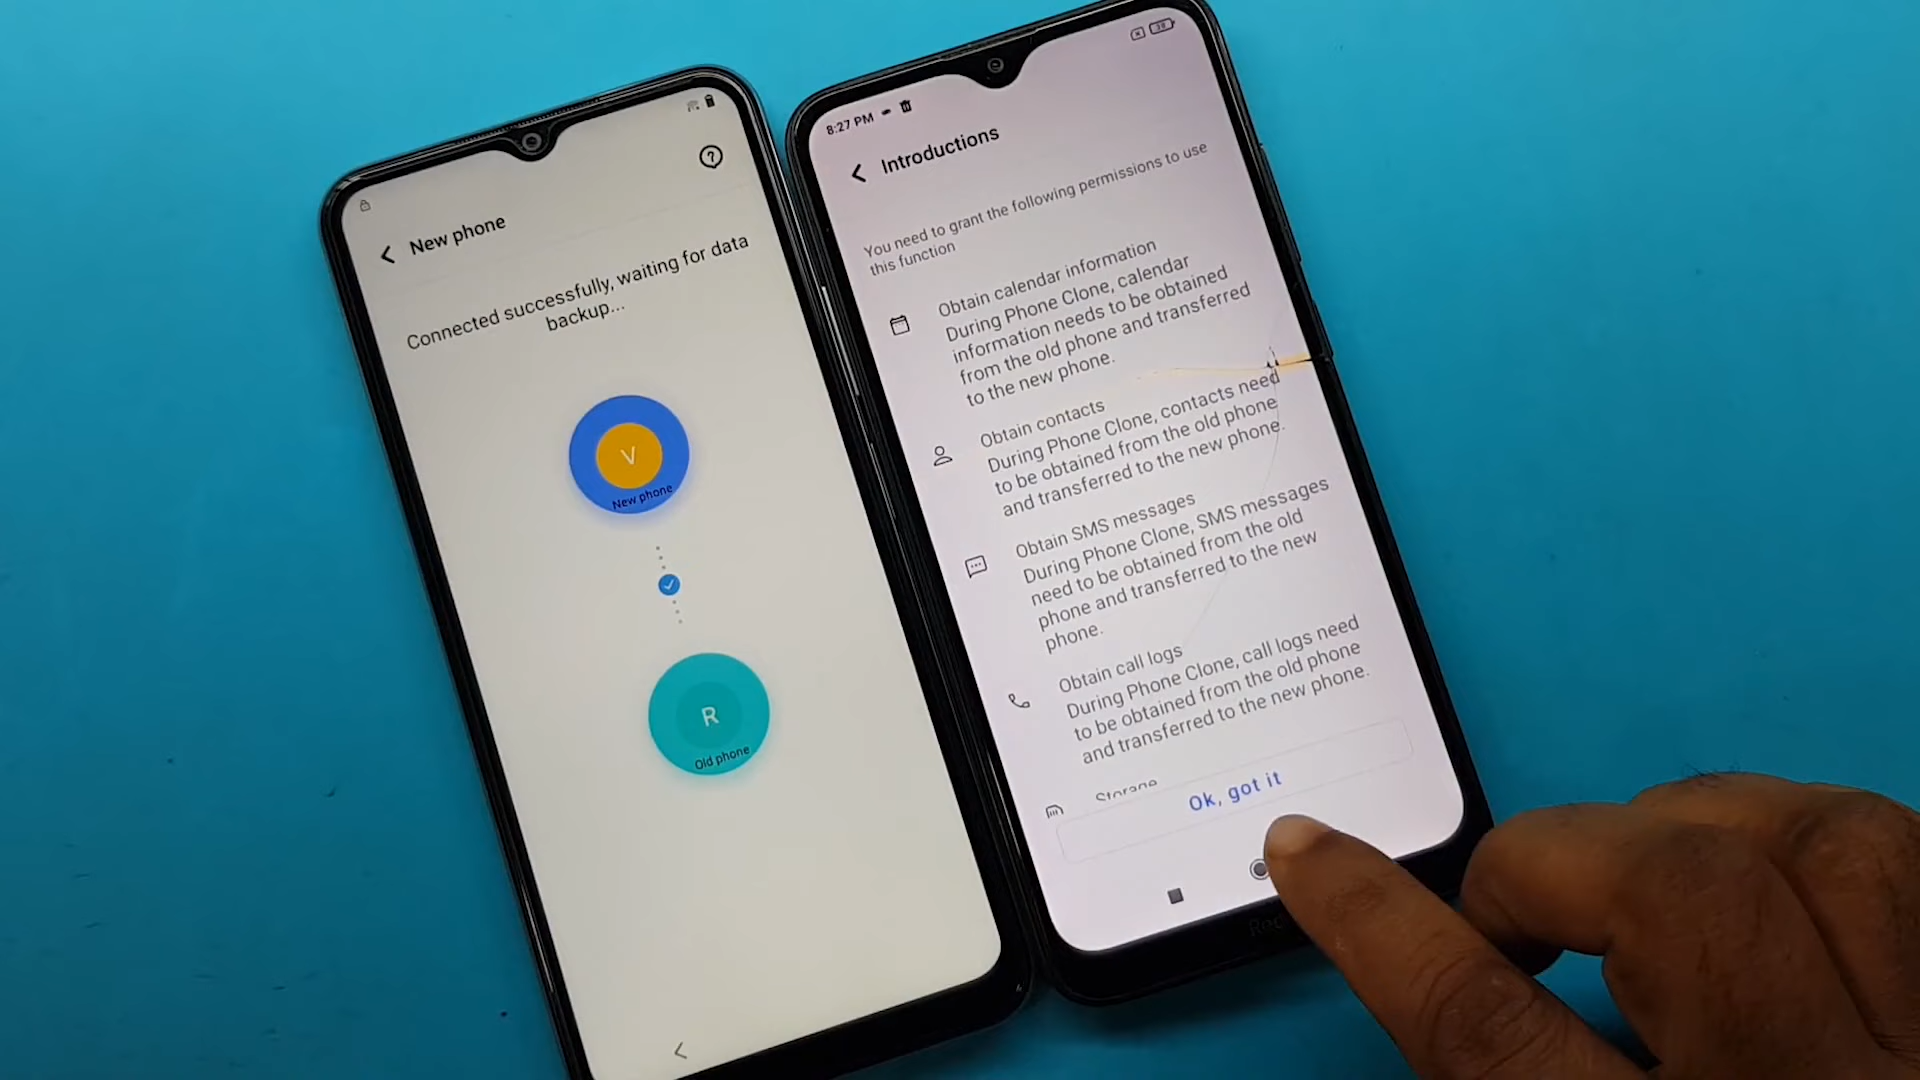 New phone
Connected successfully, waiting for data
backup...
V
New phone
R
Old phone
8:27 PM
Introductions
You need to grant the following permissions to use
this function
Obtain calendar information
During Phone Clone, calendar
information needs to be obtained
from the old phone and transferred
to the new phone.
Obtain contacts
During Phone Clone, contacts need
to be obtained from the old phone
and transferred to the new phone.
Obtain SMS messages
During Phone Clone, SMS messages
need to be obtained from the old
phone and transferred to the new
phone.
Obtain call logs
During Phone Clone, call logs need
to be obtained from the old phone
and transferred to the new phone.
Storage
Ok, got it